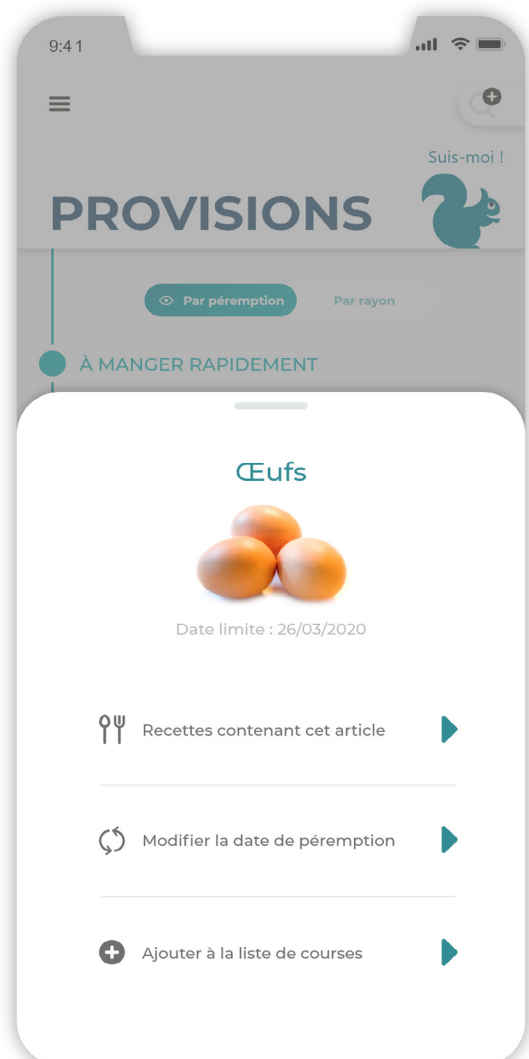 9:41
Suis-moi !
PROVISIONS
Par péremption
Par rayon
À MANGER RAPIDEMENT
Œufs
Date limite : 26/03/2020
Recettes contenant cet article
Modifier la date de péremption
Ajouter à la liste de courses